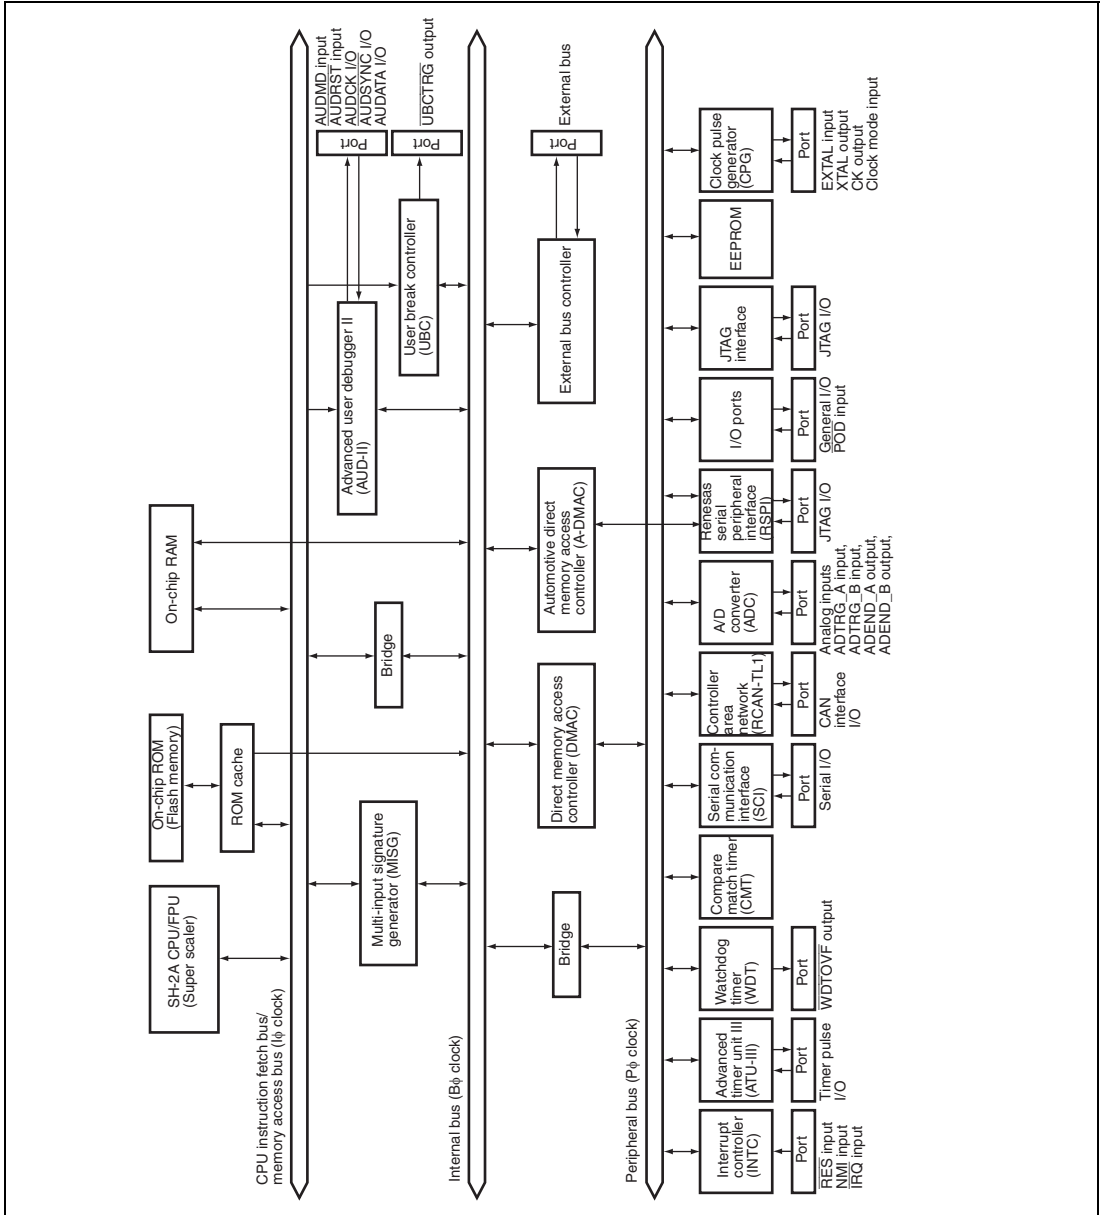 SH-2A CPU/FPU
(Super scaler)
On-chip ROM
(Flash memory)
ROM cache
On-chip RAM
CPU instruction fetch bus/
memory access bus (Iϕ clock)
Multi-input signature
generator (MISG)
Bridge
Advanced user debugger II
(AUD-II)
User break controller
(UBC)
Port
AUDMD input
AUDRST input
AUDCK I/O
AUDSYNC I/O
AUDATA I/O
Port
UBCTRG output
Internal bus (Bϕ clock)
Bridge
Direct memory access
controller (DMAC)
Automotive direct
memory access
controller (A-DMAC)
External bus controller
Port
External bus
Peripheral bus (Pϕ clock)
Interrupt
controller
(INTC)
Port
RES input
NMI input
IRQ input
Advanced
timer unit III
(ATU-III)
Port
Timer pulse
I/O
Watchdog
timer
(WDT)
Port
WDTOVF output
Compare
match timer
(CMT)
Serial com-
munication
interface
(SCI)
Port
Serial I/O
Controller
area
network
(RCAN-TL1)
Port
CAN
interface
I/O
A/D
converter
(ADC)
Port
Analog inputs
ADTRG_A input,
ADTRG_B input,
ADEND_A output,
ADEND_B output,
Renesas
serial
peripheral
interface
(RSPI)
Port
JTAG I/O
I/O ports
Port
General I/O
POD input
JTAG
interface
Port
JTAG I/O
EEPROM
Clock pulse
generator
(CPG)
Port
EXTAL input
XTAL output
CK output
Clock mode input